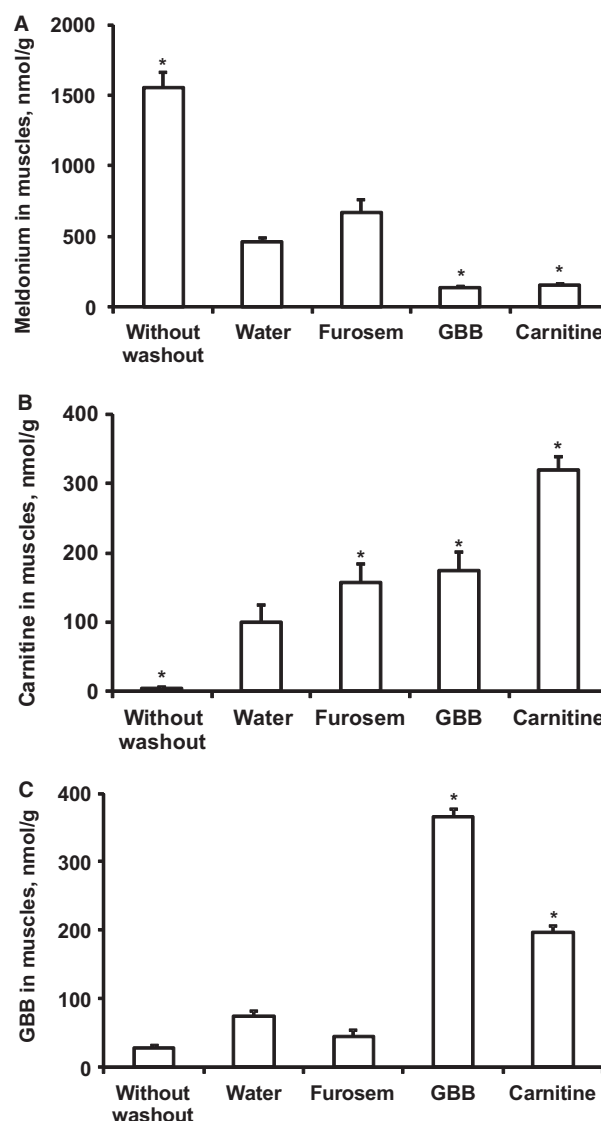 A
Meldonium in muscles, nmol/g
2000
1500
1000
500
0
*
*
*
Without
washout
Water
Furosem
GBB
Carnitine
B
Carnitine in muscles, nmol/g
400
300
200
100
0
*
*
*
*
Without
washout
Water
Furosem
GBB
Carnitine
C
GBB in muscles, nmol/g
400
300
200
100
0
*
*
Without
washout
Water
Furosem
GBB
Carnitine